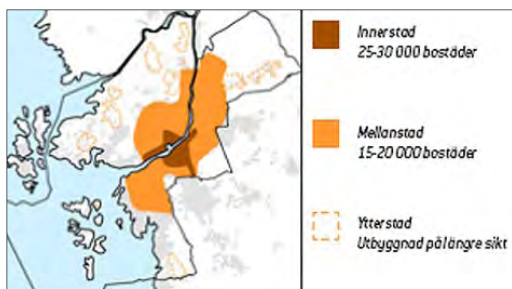 Innerstad
25-30 000 bostäder
Mellanstad
15-20 000 bostäder
Ytterstad
Utbyggnad på längre sikt